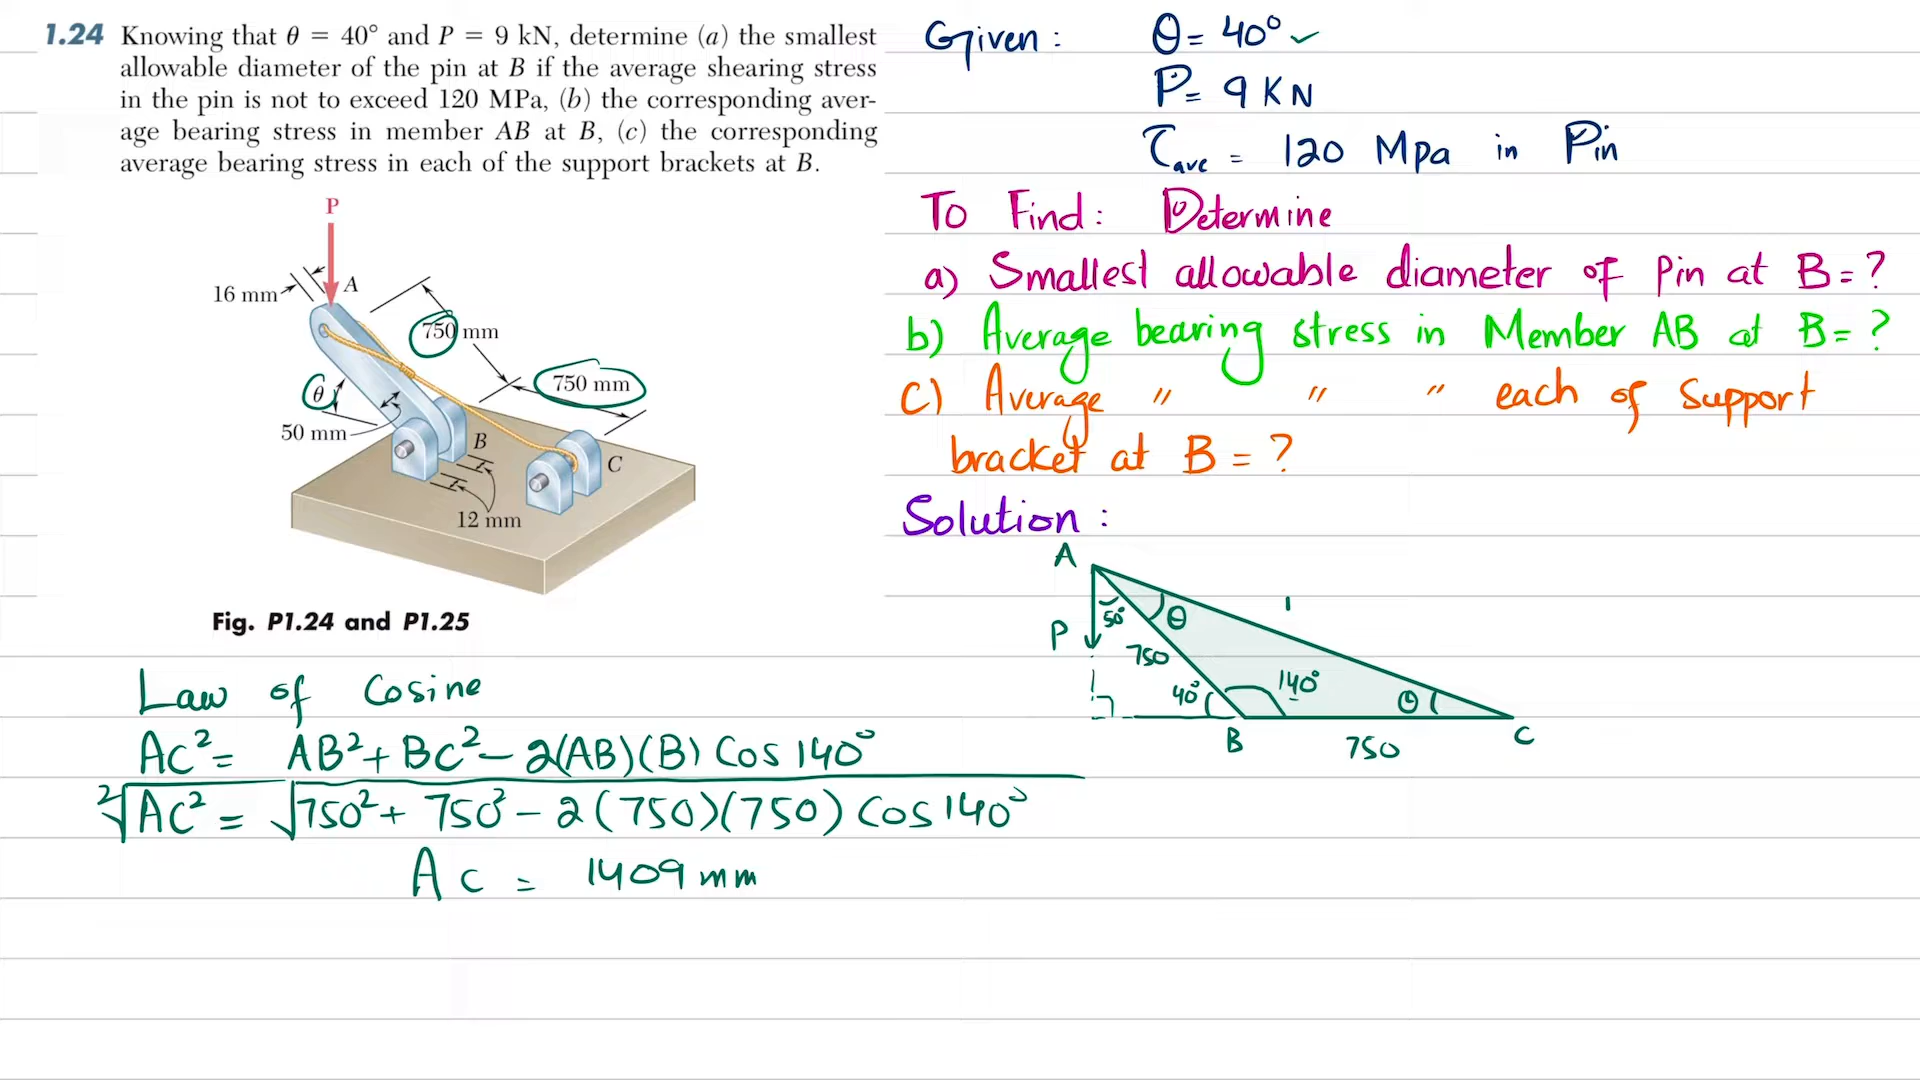 1.24 Knowing that θ = 40° and P = 9 kN, determine (a) the smallest
allowable diameter of the pin at B if the average shearing stress
in the pin is not to exceed 120 MPa, (b) the corresponding aver-
age bearing stress in member AB at B, (c) the corresponding
average bearing stress in each of the support brackets at B.
P
A
16 mm
750 mm
750 mm
θ
50 mm
B
C
12 mm
Fig. P1.24 and P1.25
Given : θ = 40° ✓
P = 9 KN
τave = 120 Mpa in Pin
To Find : Determine
a) Smallest allowable diameter of Pin at B = ?
b) Average bearing stress in Member AB at B = ?
C) Average " " " each of Support
bracket at B = ?
Solution :
A
P
50°
θ
750
40°
140°
θ
B
750
C
Law of Cosine
AC² = AB² + BC² – 2(AB)(B) Cos 140°
²√AC² = √750² + 750² – 2(750)(750) Cos 140°
AC = 1409 mm